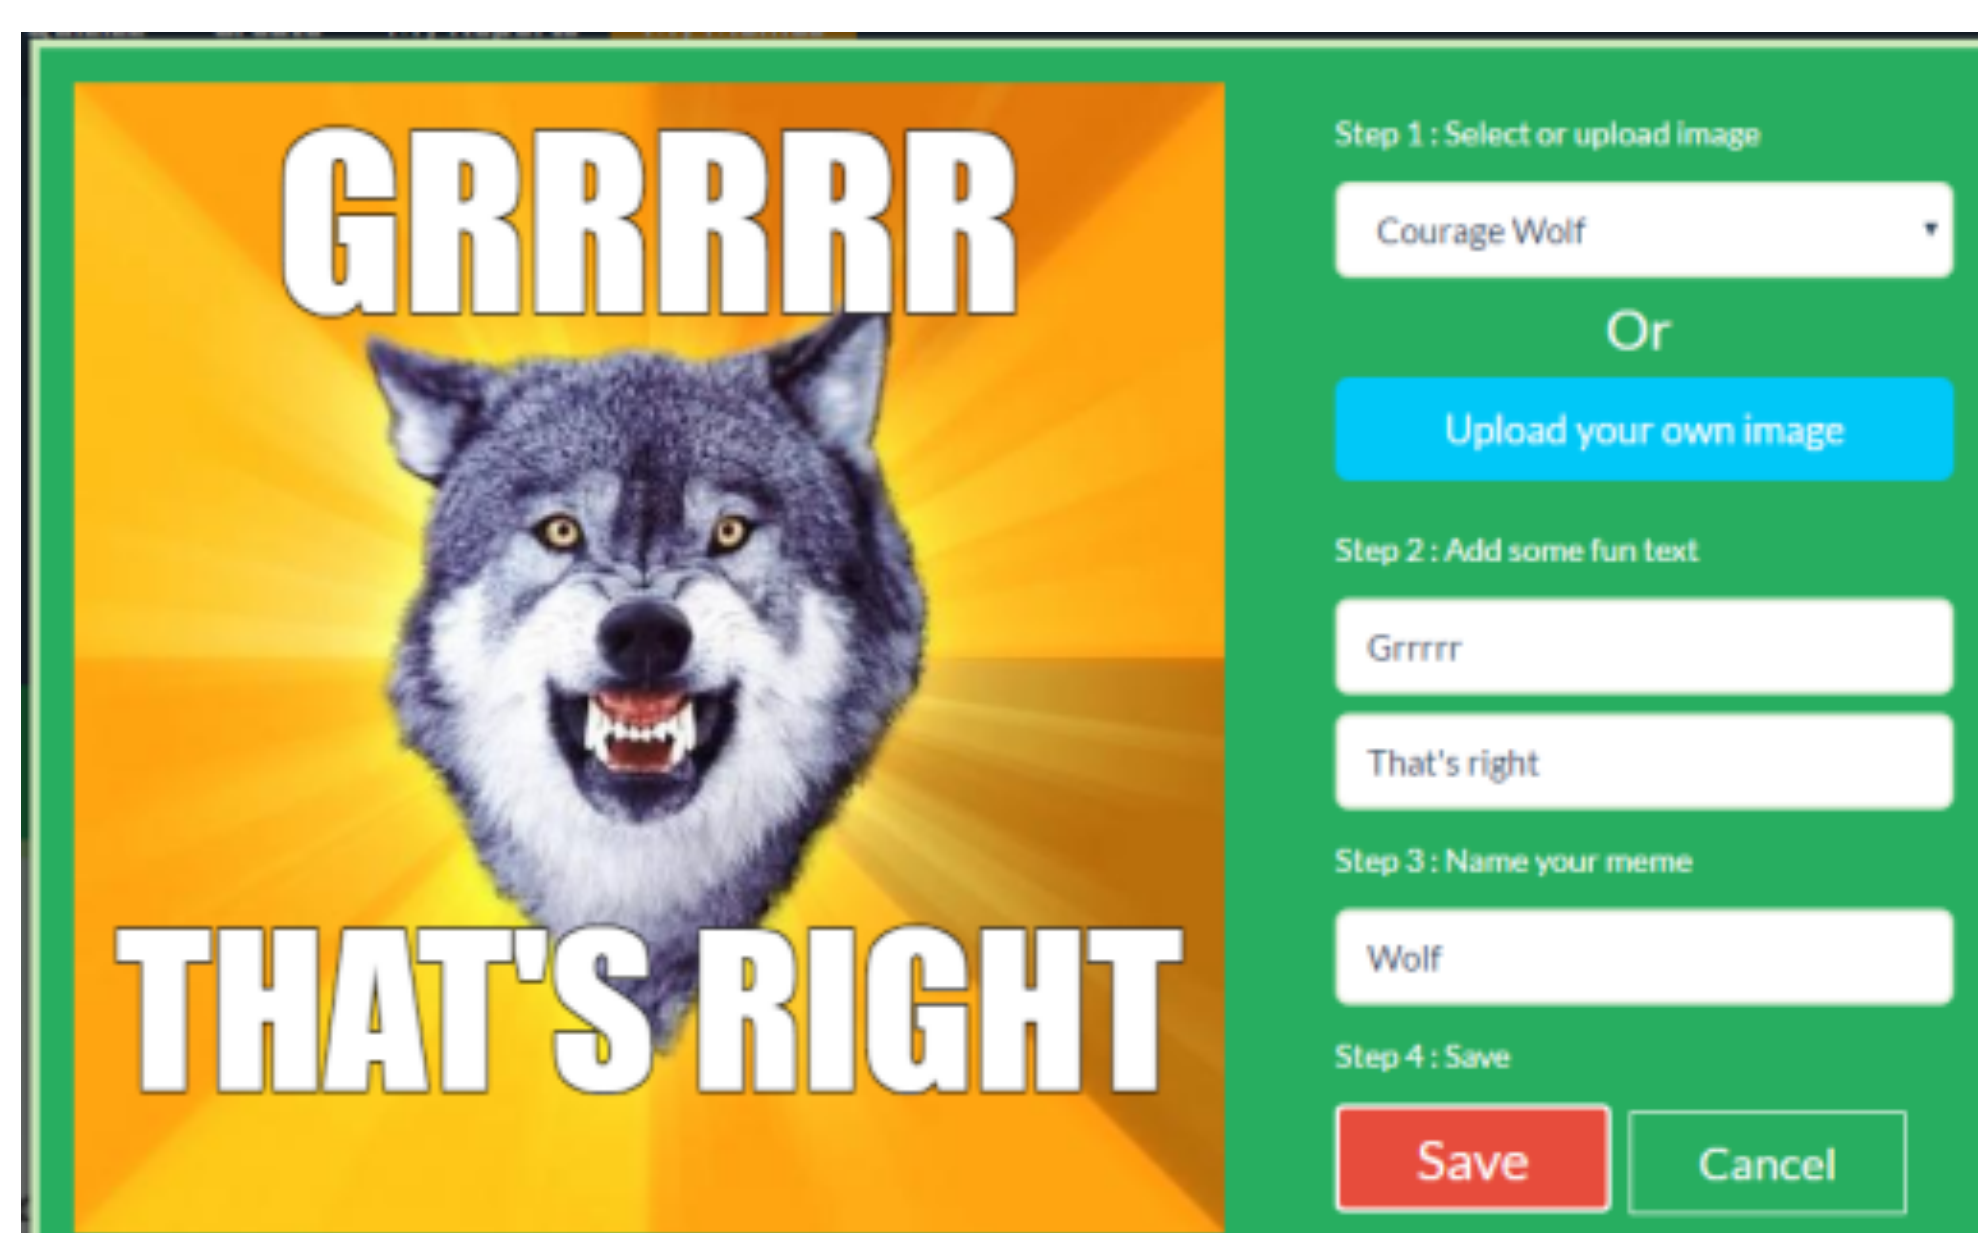 GRRRRR
THAT'S RIGHT
Step 1 : Select or upload image
Courage Wolf
Or
Upload your own image
Step 2 : Add some fun text
Grrrrr
That's right
Step 3 : Name your meme
Wolf
Step 4 : Save
Save
Cancel